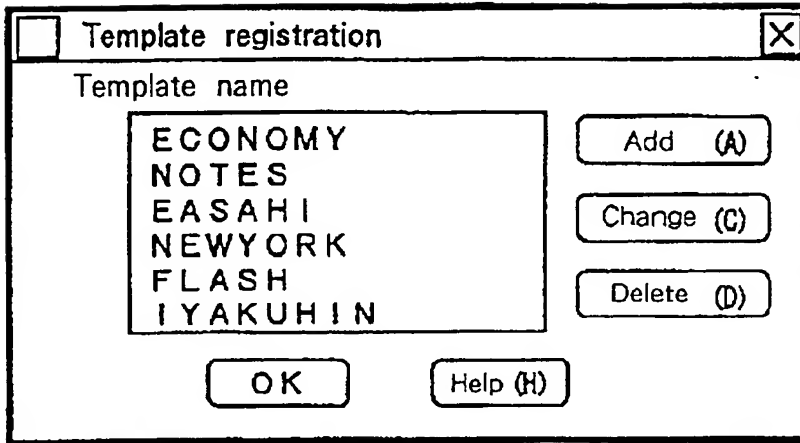 Template registration
Template name
ECONOMY
NOTES
EASAHI
NEWYORK
FLASH
IYAKUHIN
Add (A)
Change (C)
Delete (D)
OK
Help (H)